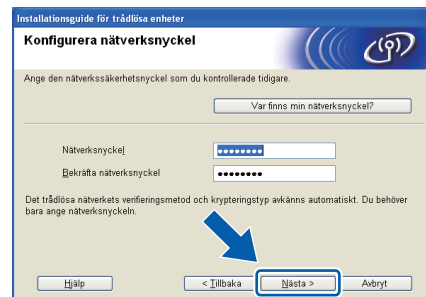 Installationsguide för trådlösa enheter
Konfigurera nätverksnyckel
Ange den nätverkssäkerhetsnyckel som du kontrollerade tidigare.
Var finns min nätverksnyckel?
Nätverksnyckel
Bekräfta nätverksnyckel
Det trådlösa nätverkets verifieringsmetod och krypteringstyp avkänns automatiskt. Du behöver
bara ange nätverksnyckeln.
Hjälp
< Tillbaka
Nästa >
Avbryt